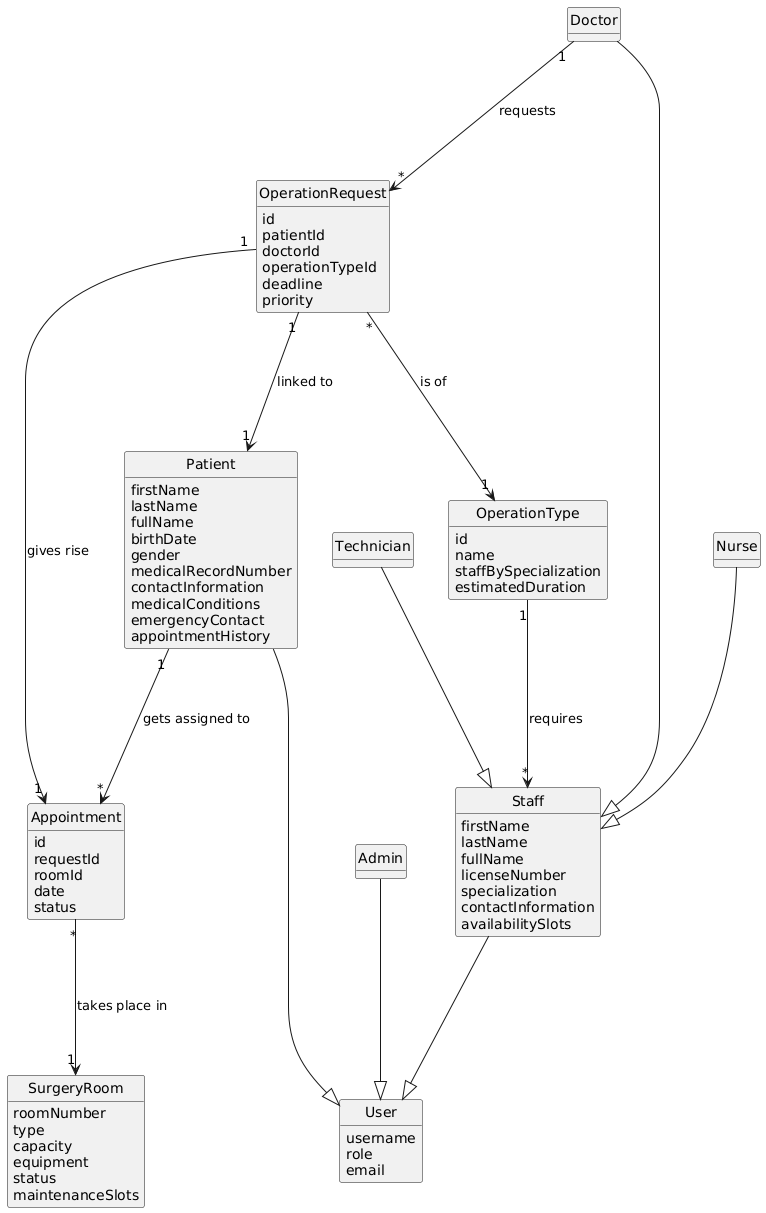 Doctor
1
requests
*
OperationRequest
id
patientId
doctorId
operationTypeId
deadline
priority
1
1
*
linked to
is of
1
1
Patient
firstName
lastName
fullName
birthDate
gender
medicalRecordNumber
contactInformation
medicalConditions
emergencyContact
appointmentHistory
OperationType
id
name
staffBySpecialization
estimatedDuration
Technician
Nurse
gives rise
1
1
gets assigned to
requires
1
*
*
Appointment
id
requestId
roomId
date
status
Staff
firstName
lastName
fullName
licenseNumber
specialization
contactInformation
availabilitySlots
Admin
*
takes place in
1
SurgeryRoom
roomNumber
type
capacity
equipment
status
maintenanceSlots
User
username
role
email